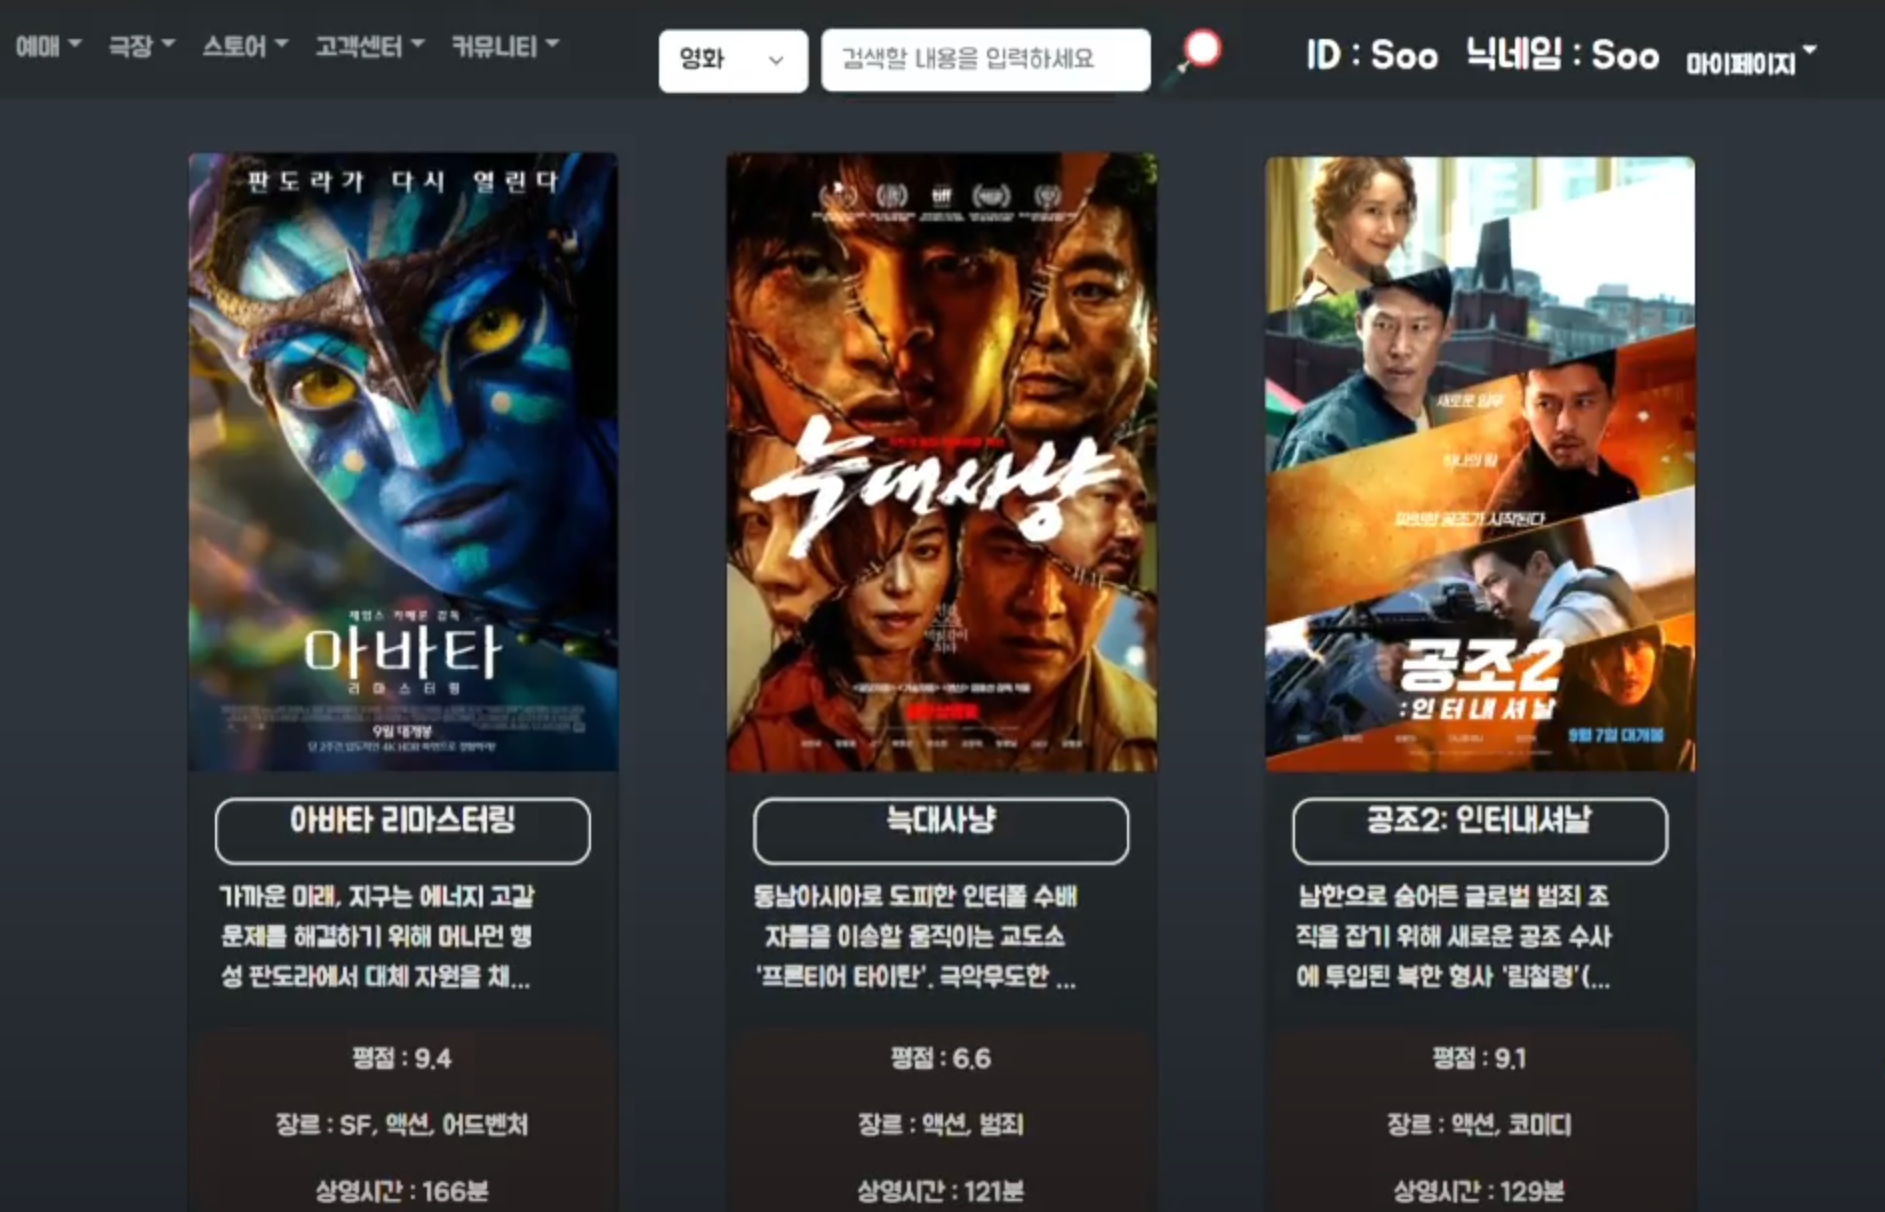 예매 극장 스토어 고객센터 커뮤니티 영화 검색할 내용을 입력하세요 ID : Soo 닉네임 : Soo 마이페이지
판도라가 다시 열린다
제임스 카메론 감독
아바타
리마스터링
9월 대개봉
tiff
늑대사냥
새로운 임무
하나의 팀
짜릿한 공조가 시작된다
공조2
:인터내셔날
9월 7일 대개봉
아바타 리마스터링
가까운 미래, 지구는 에너지 고갈
문제를 해결하기 위해 머나먼 행
성 판도라에서 대체 자원을 채...
평점 : 9.4
장르 : SF, 액션, 어드벤처
상영시간 : 166분
늑대사냥
동남아시아로 도피한 인터폴 수배
자들을 이송할 움직이는 교도소
'프론티어 타이탄'. 극악무도한 ...
평점 : 6.6
장르 : 액션, 범죄
상영시간 : 121분
공조2: 인터내셔날
남한으로 숨어든 글로벌 범죄 조
직을 잡기 위해 새로운 공조 수사
에 투입된 북한 형사 '림철령'(...
평점 : 9.1
장르 : 액션, 코미디
상영시간 : 129분